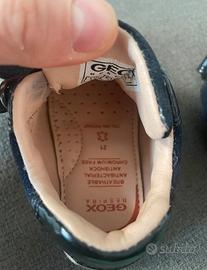 GEOX
21
BREATHABLE
ANTIBACTERIAL
ANTISHOCK
CHROMIUM FREE
GEOX
RESPIRA
Subito